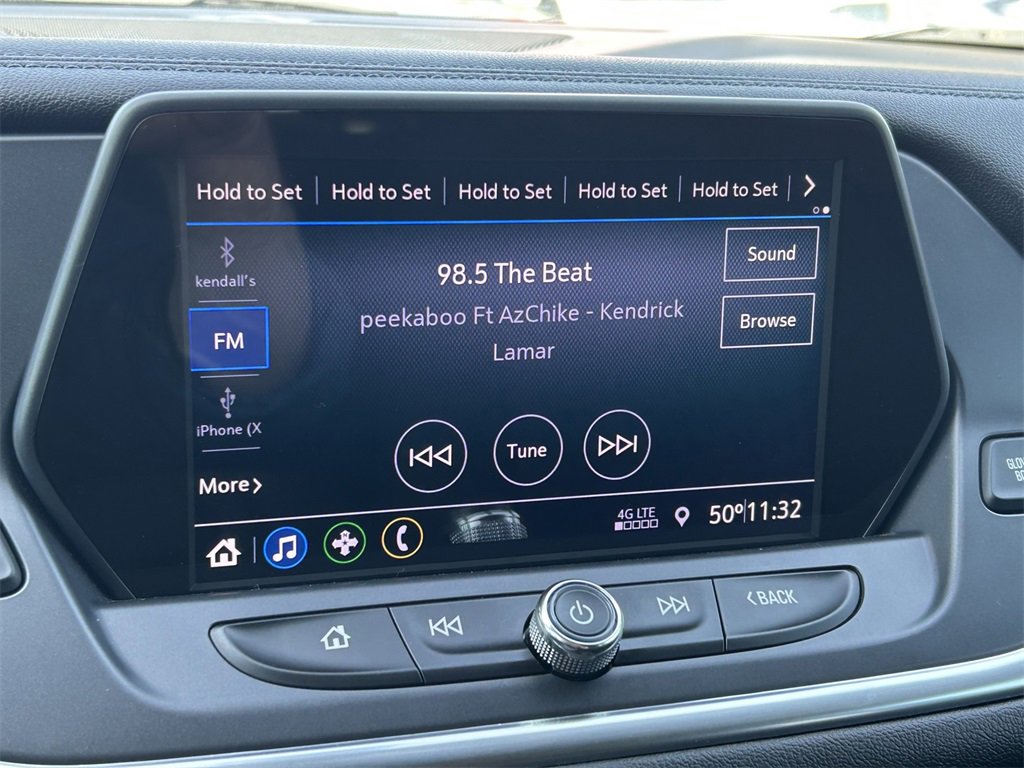 Hold to Set Hold to Set Hold to Set Hold to Set Hold to Set
kendall's
98.5 The Beat
Sound
peekaboo Ft AzChike - Kendrick
Lamar
Browse
FM
iPhone (X
Tune
More
4G LTE
50° 11:32
BACK